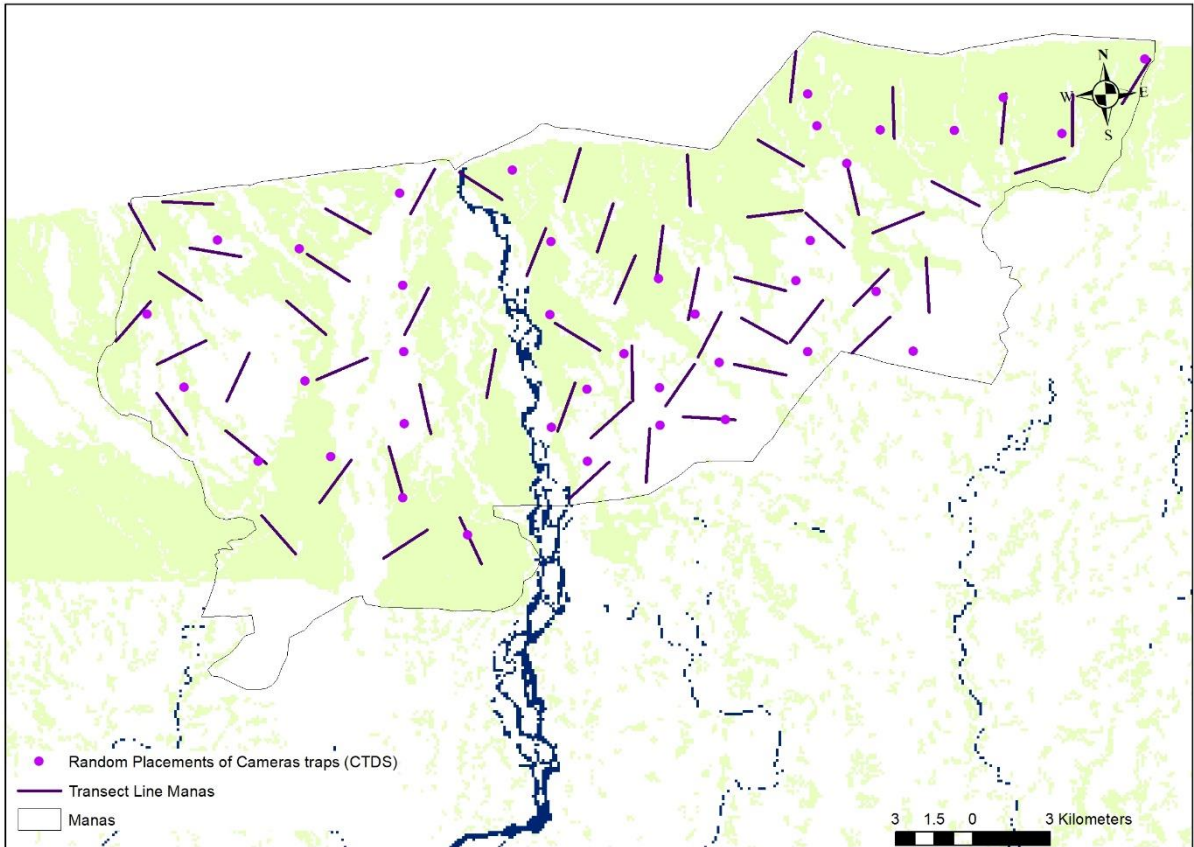 N
W E
S
Random Placements of Cameras traps (CTDS)
Transect Line Manas
Manas
3 1.5 0 3 Kilometers